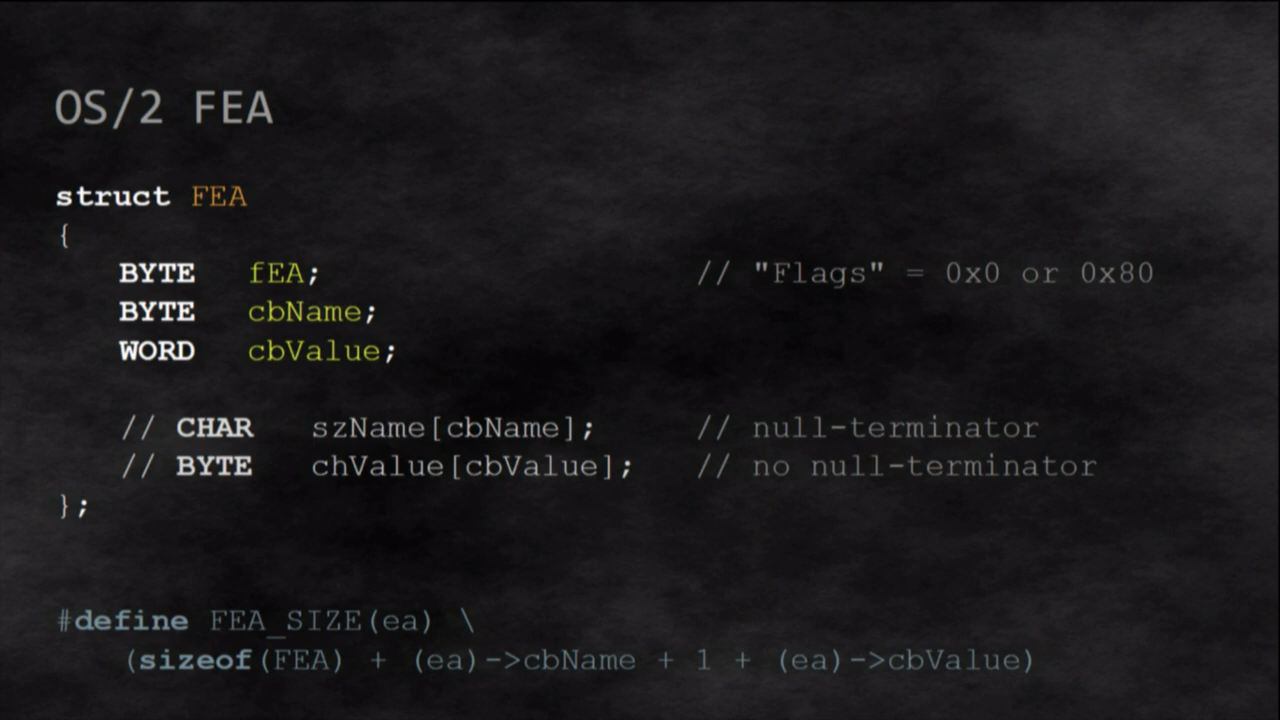 OS/2 FEA
struct FEA
{
BYTE fEA; // "Flags" = 0x0 or 0x80
BYTE cbName;
WORD cbValue;
// CHAR szName[cbName]; // null-terminator
// BYTE chValue[cbValue]; // no null-terminator
};
#define FEA_SIZE(ea) \
(sizeof(FEA) + (ea)->cbName + 1 + (ea)->cbValue)